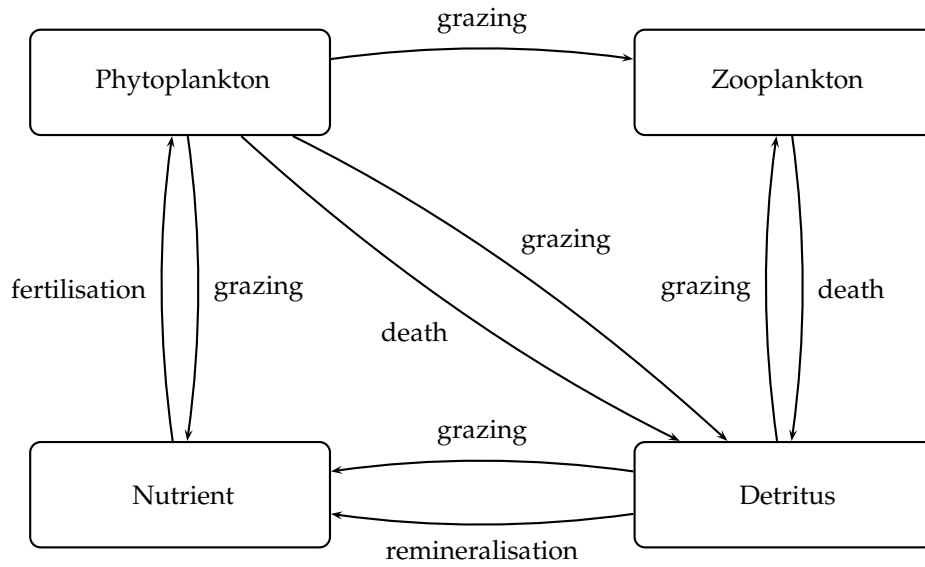 grazing
Phytoplankton
Zooplankton
grazing
fertilisation
grazing
grazing
death
death
grazing
Nutrient
Detritus
remineralisation